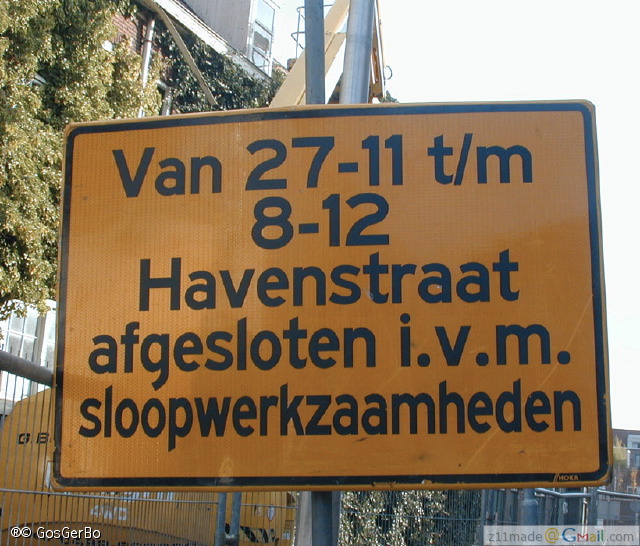 Van 27-11 t/m
8-12
Havenstraat
afgesloten i.v.m.
sloopwerkzaamheden
®© GosGerBo
z11made@Gmail.com